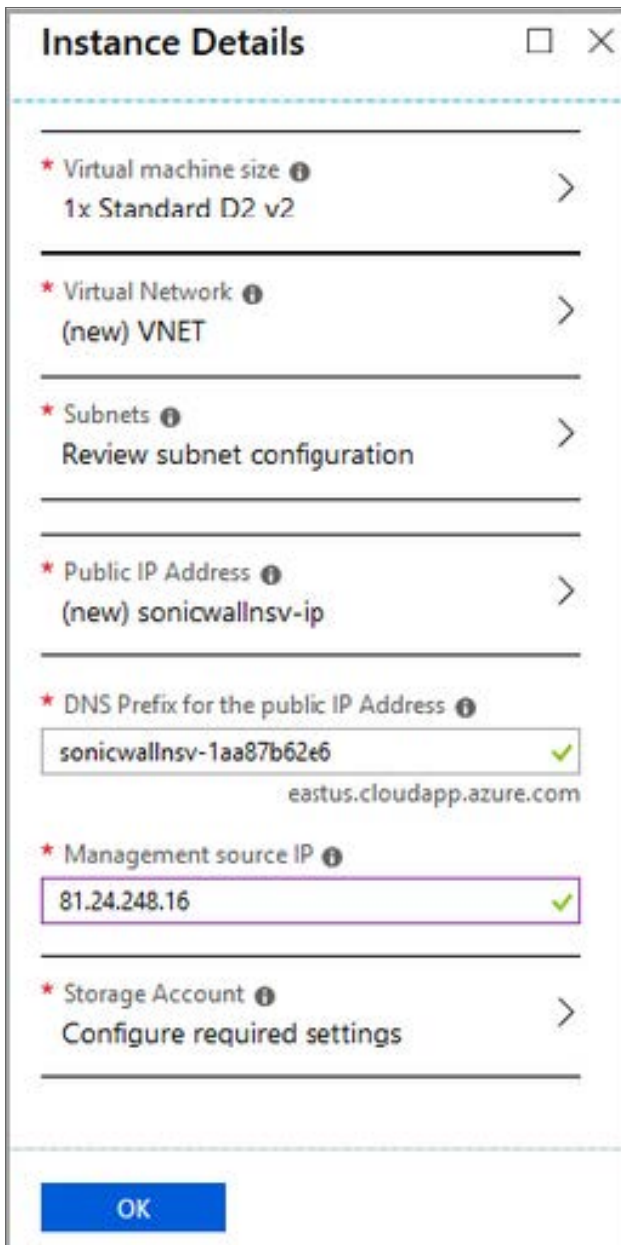 Instance Details
* Virtual machine size
1x Standard D2 v2
* Virtual Network
(new) VNET
* Subnets
Review subnet configuration
* Public IP Address
(new) sonicwallnsv-ip
* DNS Prefix for the public IP Address
sonicwallnsv-1aa87b62e6
eastus.cloudapp.azure.com
* Management source IP
81.24.248.16
* Storage Account
Configure required settings
OK